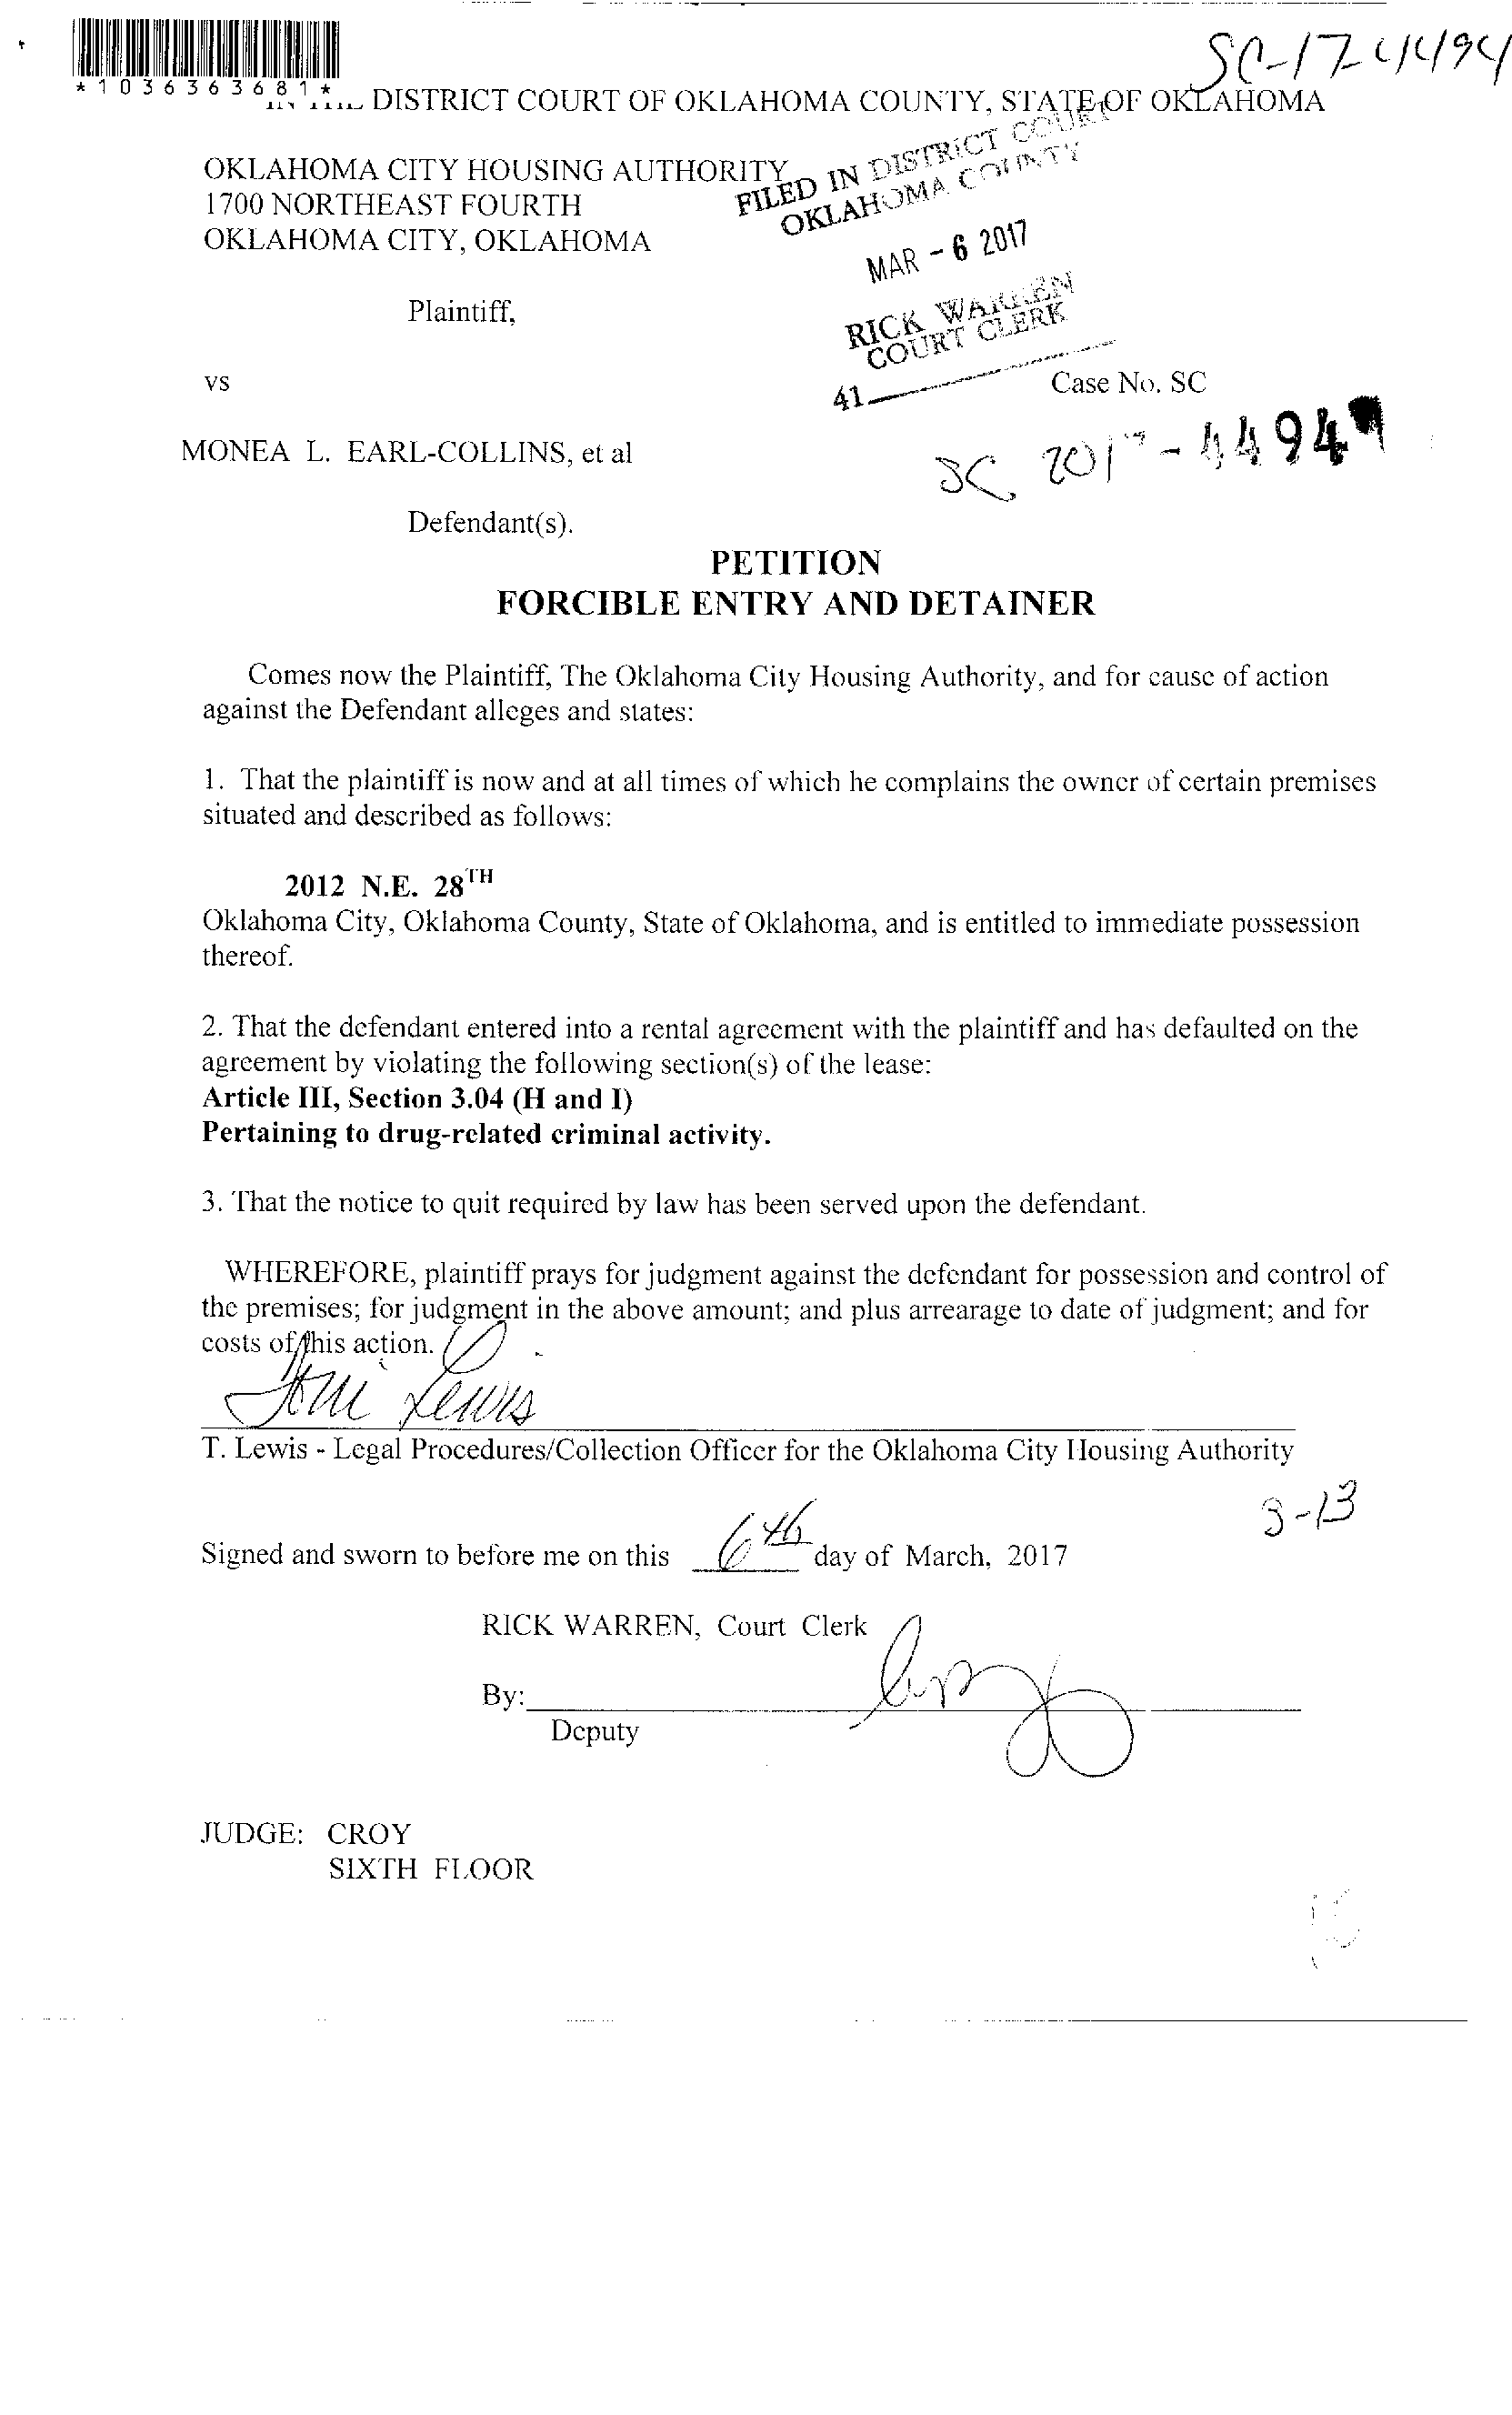 SC-17-4494
*1036363681*
DISTRICT COURT OF OKLAHOMA COUNTY, STATE OF OKLAHOMA
OKLAHOMA CITY HOUSING AUTHORITY
1700 NORTHEAST FOURTH
OKLAHOMA CITY, OKLAHOMA
FILED IN DISTRICT COURT
OKLAHOMA COUNTY
MAR - 6 2017
RICK WARREN
COURT CLERK
41
Plaintiff,
vs
Case No. SC
MONEA L. EARL-COLLINS, et al
SC 2017-4494
Defendant(s).
PETITION
FORCIBLE ENTRY AND DETAINER
Comes now the Plaintiff, The Oklahoma City Housing Authority, and for cause of action
against the Defendant alleges and states:
1. That the plaintiff is now and at all times of which he complains the owner of certain premises
situated and described as follows:
2012 N.E. 28TH
Oklahoma City, Oklahoma County, State of Oklahoma, and is entitled to immediate possession
thereof.
2. That the defendant entered into a rental agreement with the plaintiff and has defaulted on the
agreement by violating the following section(s) of the lease:
Article III, Section 3.04 (H and I)
Pertaining to drug-related criminal activity.
3. That the notice to quit required by law has been served upon the defendant.
WHEREFORE, plaintiff prays for judgment against the defendant for possession and control of
the premises; for judgment in the above amount; and plus arrearage to date of judgment; and for
costs of this action.
Toni Lewis
T. Lewis - Legal Procedures/Collection Officer for the Oklahoma City Housing Authority
3-13
Signed and sworn to before me on this 6th day of March, 2017
RICK WARREN, Court Clerk
By:
Deputy
JUDGE: CROY
SIXTH FLOOR